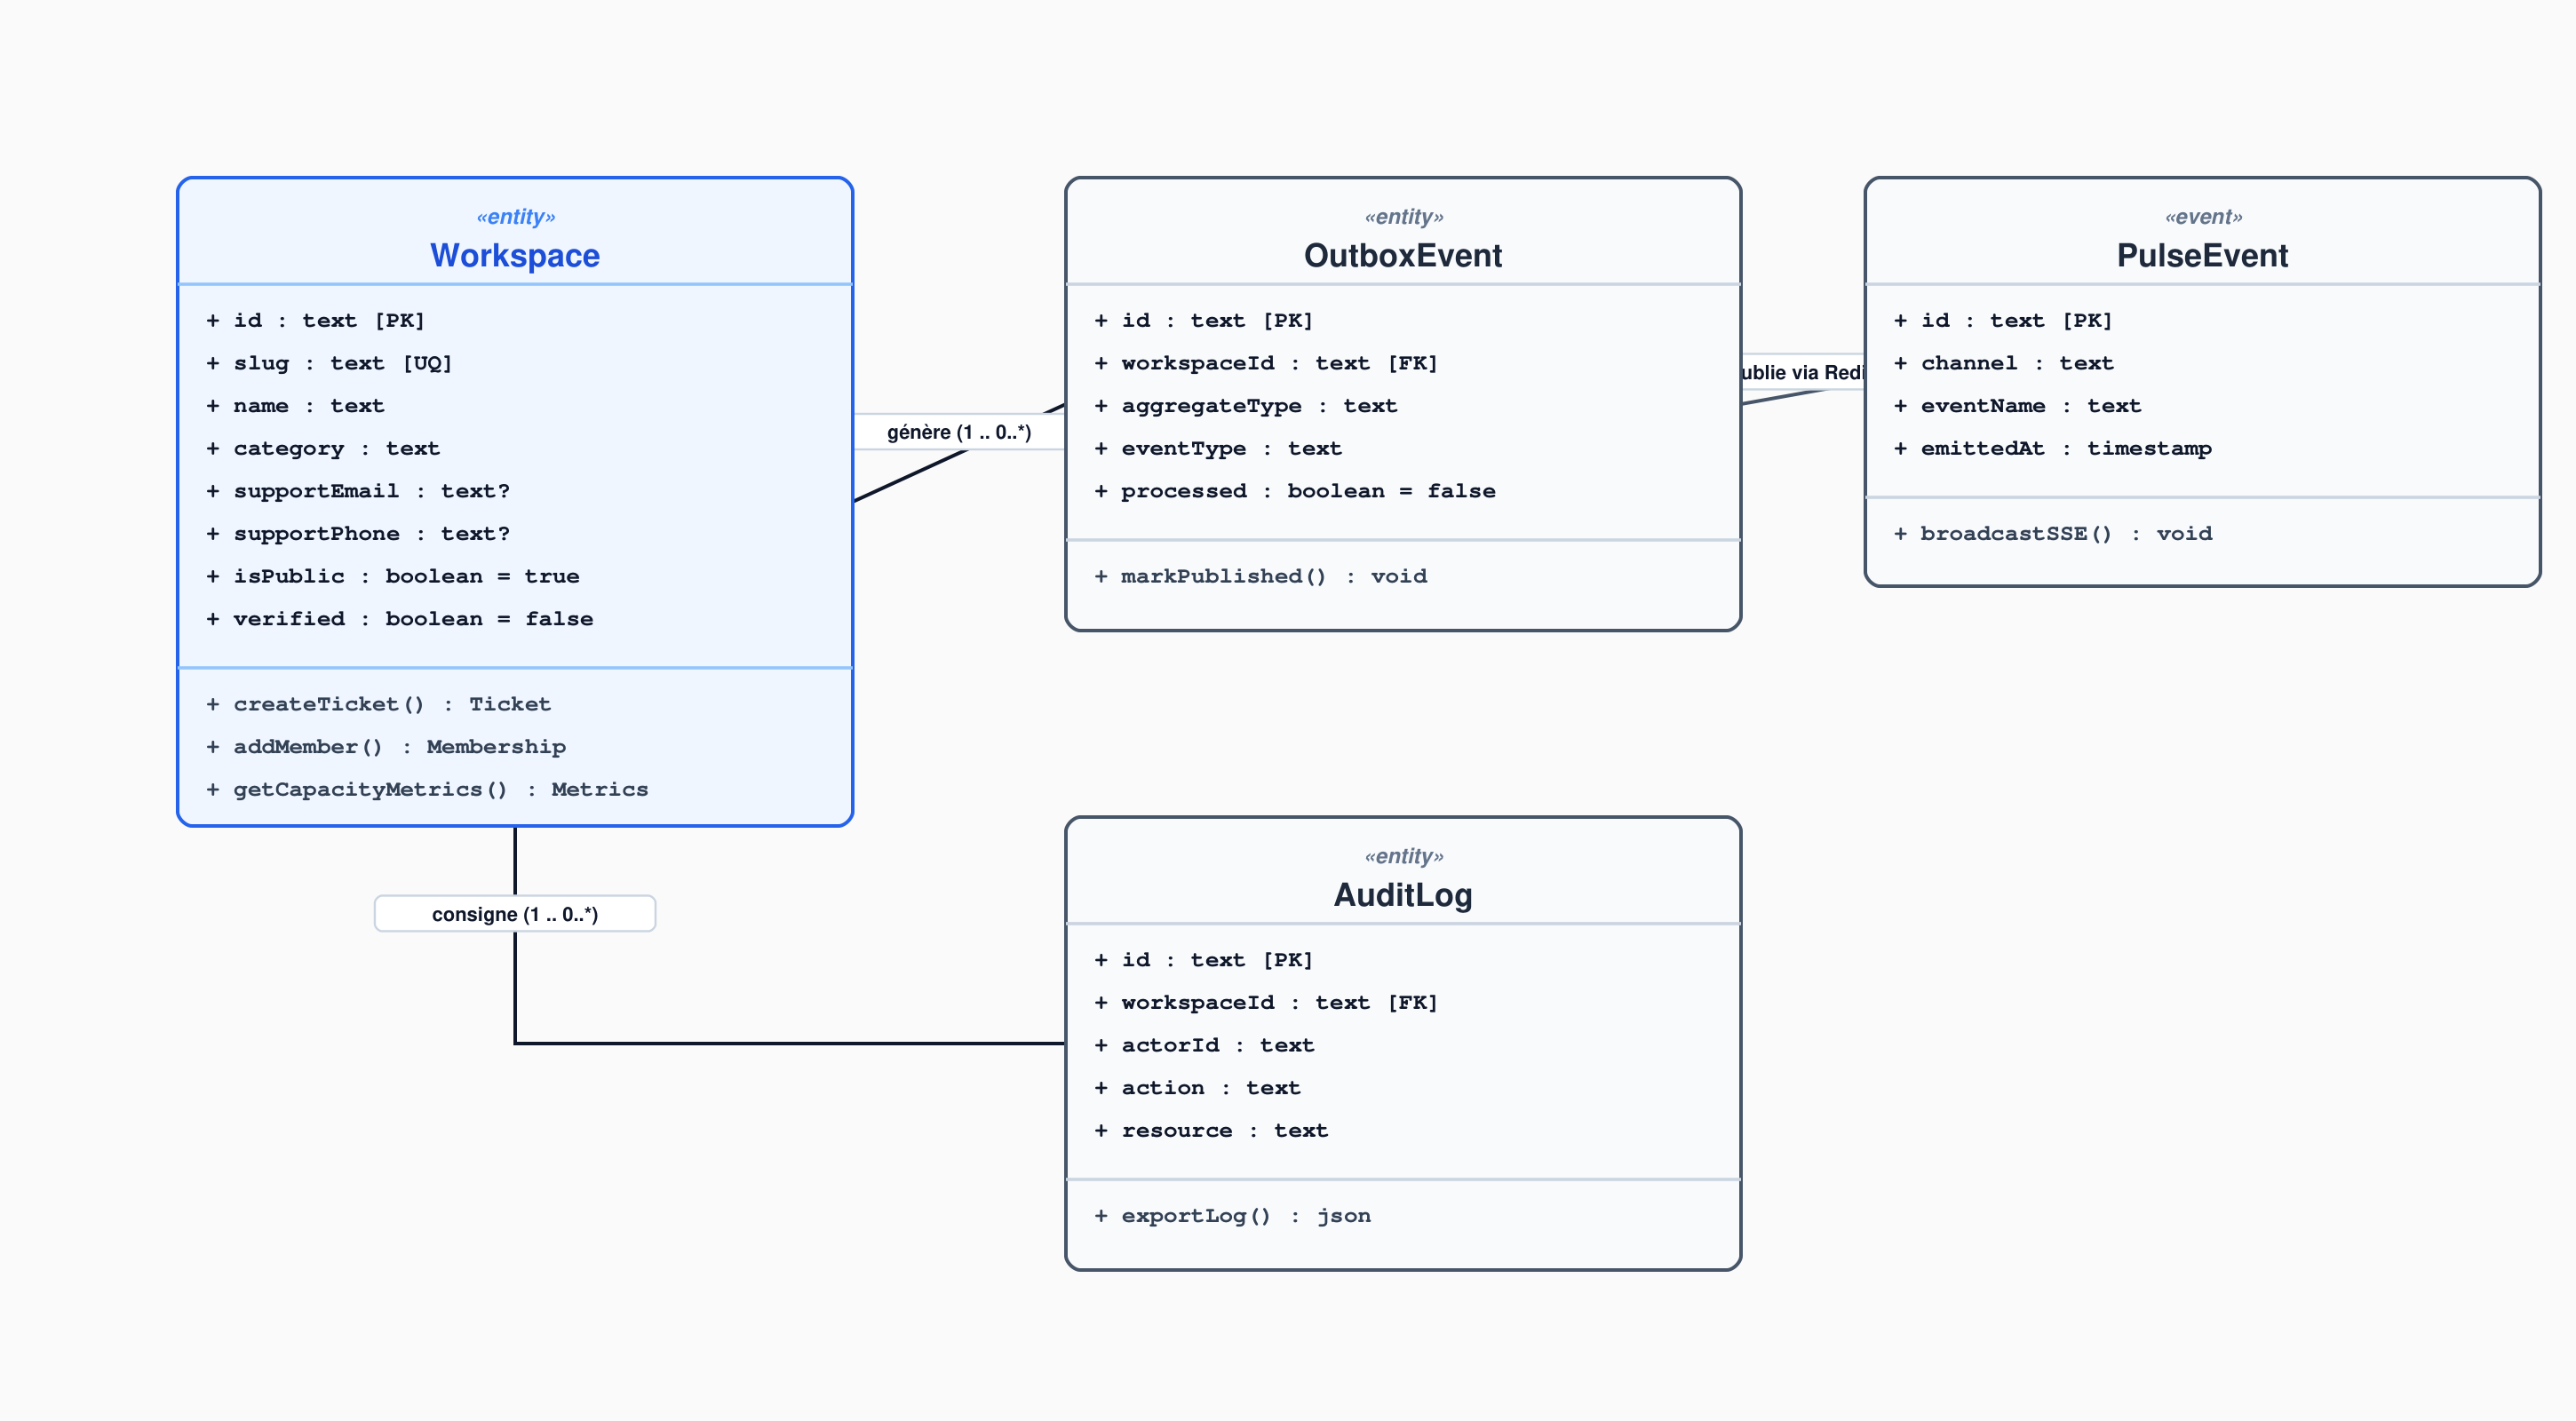 «entity»
Workspace
+ id : text [PK]
+ slug : text [UQ]
+ name : text
+ category : text
+ supportEmail : text?
+ supportPhone : text?
+ isPublic : boolean = true
+ verified : boolean = false
+ createTicket() : Ticket
+ addMember() : Membership
+ getCapacityMetrics() : Metrics
génère (1 .. 0..*)
«entity»
OutboxEvent
+ id : text [PK]
+ workspaceId : text [FK]
+ aggregateType : text
+ eventType : text
+ processed : boolean = false
+ markPublished() : void
ublie via Redi
«event»
PulseEvent
+ id : text [PK]
+ channel : text
+ eventName : text
+ emittedAt : timestamp
+ broadcastSSE() : void
consigne (1 .. 0..*)
«entity»
AuditLog
+ id : text [PK]
+ workspaceId : text [FK]
+ actorId : text
+ action : text
+ resource : text
+ exportLog() : json